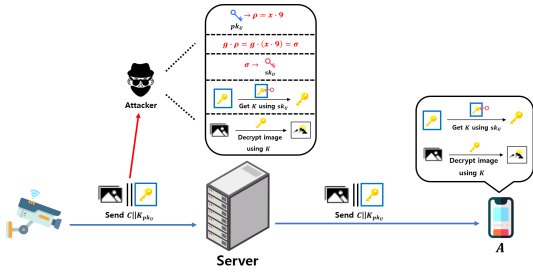 pk_U → ρ = x · 9
g · ρ = g · (x · 9) = σ
σ → sk_U
Get K using sk_U
Decrypt image
using K
Attacker
Send C||K_pk_U
Server
Send C||K_pk_U
Get K using sk_U
Decrypt image
using K
A